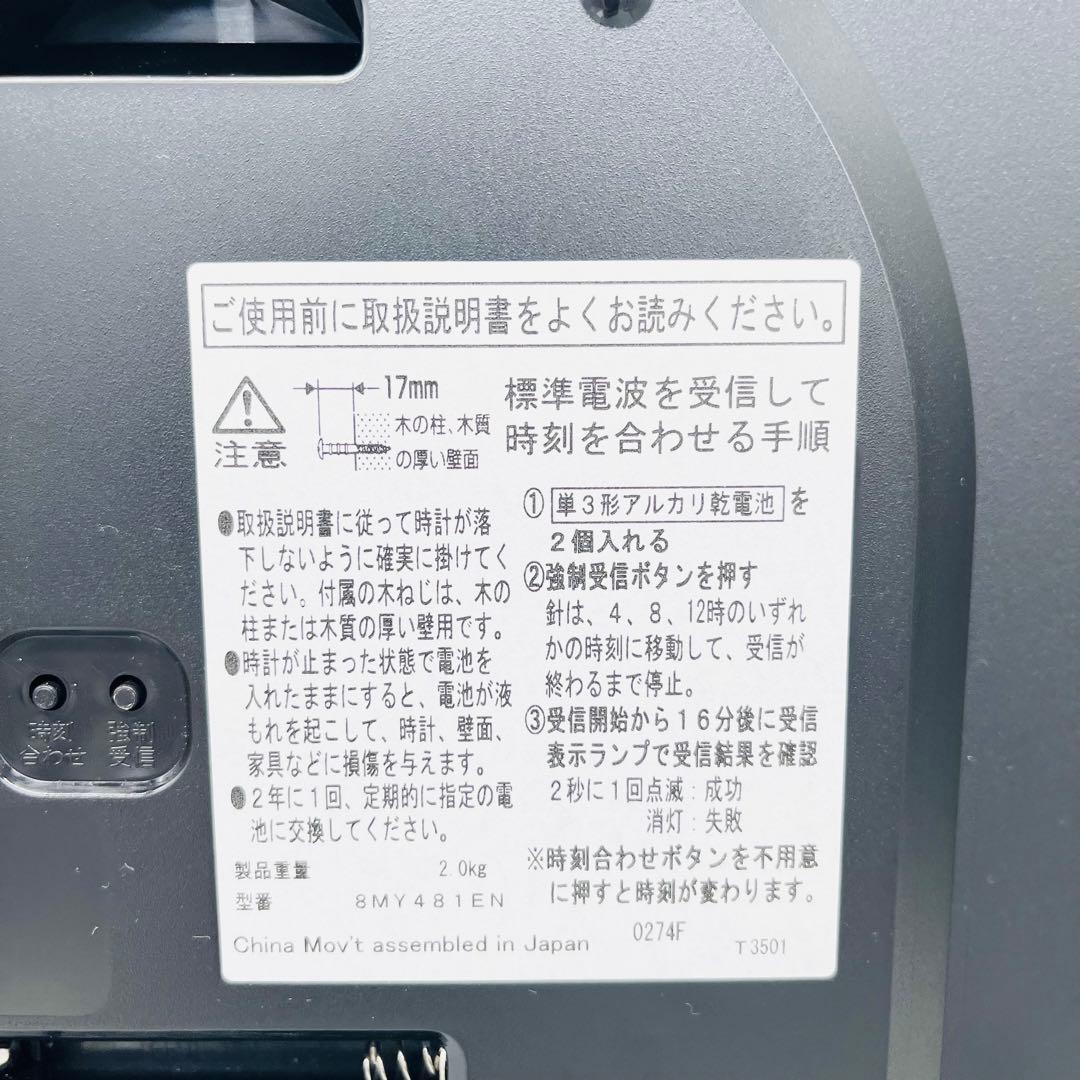 ご使用前に取扱説明書をよくお読みください。
注意
17mm
木の柱、木質
の厚い壁面
●取扱説明書に従って時計が落
下しないように確実に掛けてく
ださい。付属の木ねじは、木の
柱または木質の厚い壁用です。
●時計が止まった状態で電池を
入れたままにすると、電池が液
もれを起こして、時計、壁面、
家具などに損傷を与えます。
●2年に1回、定期的に指定の電
池に交換してください。
製品重量 2.0kg
型番 8MY481EN
China Mov't assembled in Japan
標準電波を受信して
時刻を合わせる手順
①単3形アルカリ乾電池を
2個入れる
②強制受信ボタンを押す
針は、4、8、12時のいずれ
かの時刻に移動して、受信が
終わるまで停止。
③受信開始から16分後に受信
表示ランプで受信結果を確認
2秒に1回点滅:成功
消灯:失敗
※時刻合わせボタンを不用意
に押すと時刻が変わります。
0274F
T3501
時刻
合わせ
強制
受信